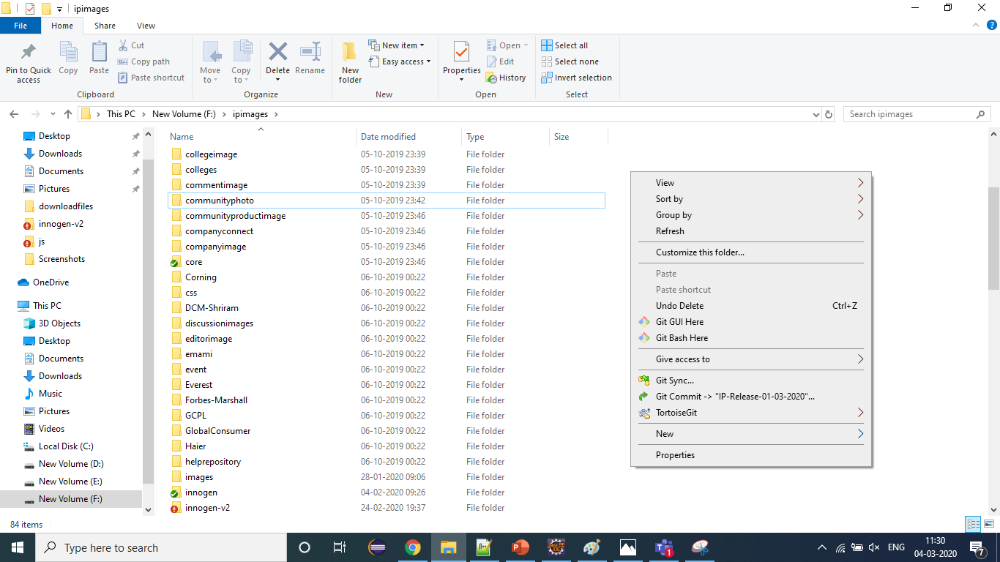 ipimages
File Home Share View
Pin to Quick access
Copy
Paste
Cut
Copy path
Paste shortcut
Clipboard
Move to
Copy to
Delete
Rename
Organize
New folder
New item
Easy access
New
Properties
Open
Edit
History
Open
Select all
Select none
Invert selection
Select
This PC New Volume (F:) ipimages
Search ipimages
Desktop
Downloads
Documents
Pictures
downloadfiles
innogen-v2
js
Screenshots
OneDrive
This PC
3D Objects
Desktop
Documents
Downloads
Music
Pictures
Videos
Local Disk (C:)
New Volume (D:)
New Volume (E:)
New Volume (F:)
Name Date modified Type Size
collegeimage 05-10-2019 23:39 File folder
colleges 05-10-2019 23:39 File folder
commentimage 05-10-2019 23:39 File folder
communityphoto 05-10-2019 23:42 File folder
communityproductimage 05-10-2019 23:46 File folder
companyconnect 05-10-2019 23:46 File folder
companyimage 05-10-2019 23:46 File folder
core 05-10-2019 23:46 File folder
Corning 06-10-2019 00:22 File folder
css 06-10-2019 00:22 File folder
DCM-Shriram 06-10-2019 00:22 File folder
discussionimages 06-10-2019 00:22 File folder
editorimage 06-10-2019 00:22 File folder
emami 06-10-2019 00:22 File folder
event 06-10-2019 00:22 File folder
Everest 06-10-2019 00:22 File folder
Forbes-Marshall 06-10-2019 00:22 File folder
GCPL 06-10-2019 00:22 File folder
GlobalConsumer 06-10-2019 00:22 File folder
Haier 06-10-2019 00:22 File folder
helprepository 06-10-2019 00:22 File folder
images 28-01-2020 09:06 File folder
innogen 04-02-2020 09:26 File folder
innogen-v2 24-02-2020 19:37 File folder
View
Sort by
Group by
Refresh
Customize this folder...
Paste
Paste shortcut
Undo Delete Ctrl+Z
Git GUI Here
Git Bash Here
Give access to
Git Sync...
Git Commit -> "IP-Release-01-03-2020"...
TortoiseGit
New
Properties
84 items
Type here to search
ENG
11:30
04-03-2020
7
1